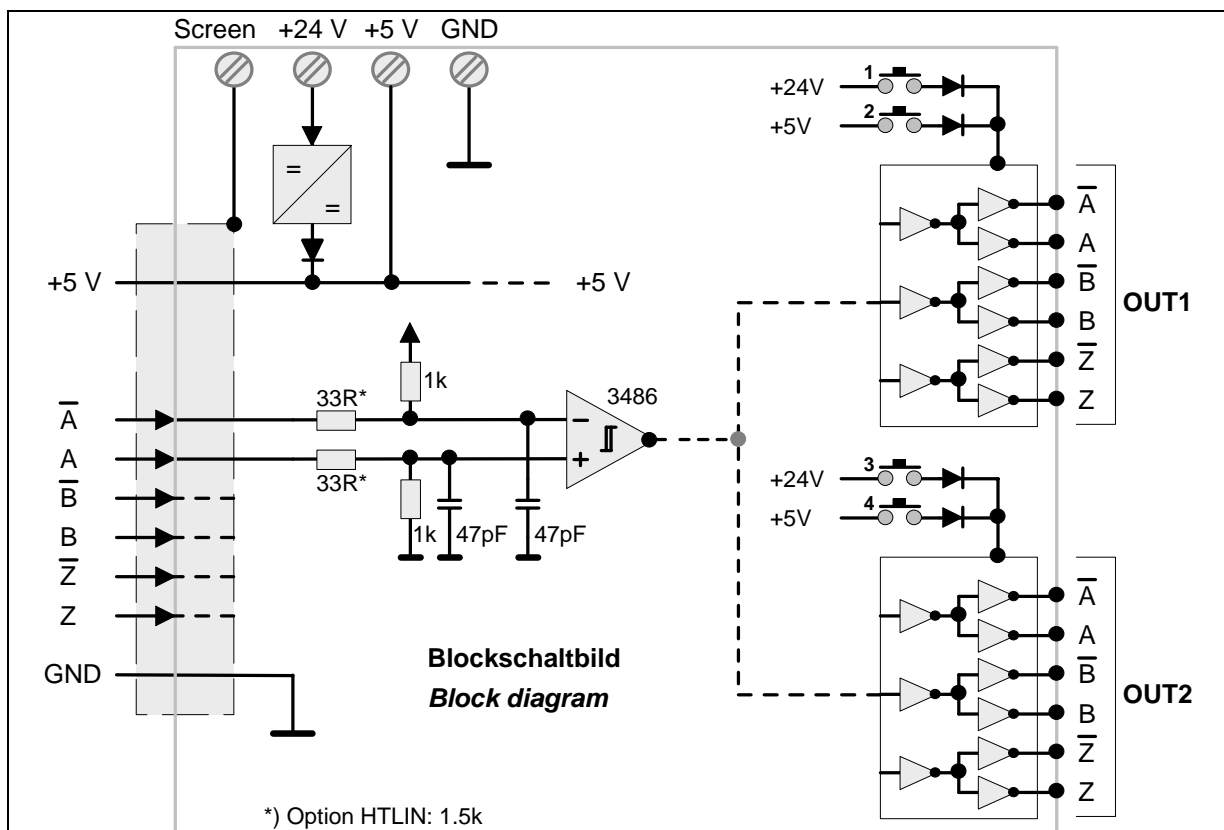 Screen +24 V +5 V GND
1
+24V
2
+5V
=
=
+5 V
+5 V
A̅
A
B̅
B
Z̅
Z
OUT1
1k
33R*
3486
A̅
−
A
+
33R*
B̅
1k 47pF 47pF
B
Z̅
Z
GND
3
+24V
4
+5V
A̅
A
B̅
B
Z̅
Z
OUT2
Blockschaltbild
Block diagram
*) Option HTLIN: 1.5k